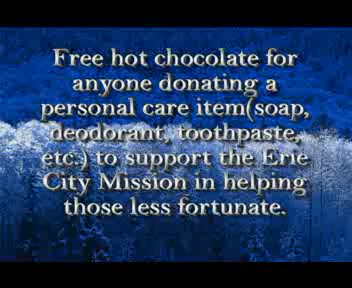 Free hot chocolate for
anyone donating a
personal care item(soap,
deodorant, toothpaste,
etc.) to support the Erie
City Mission in helping
those less fortunate.